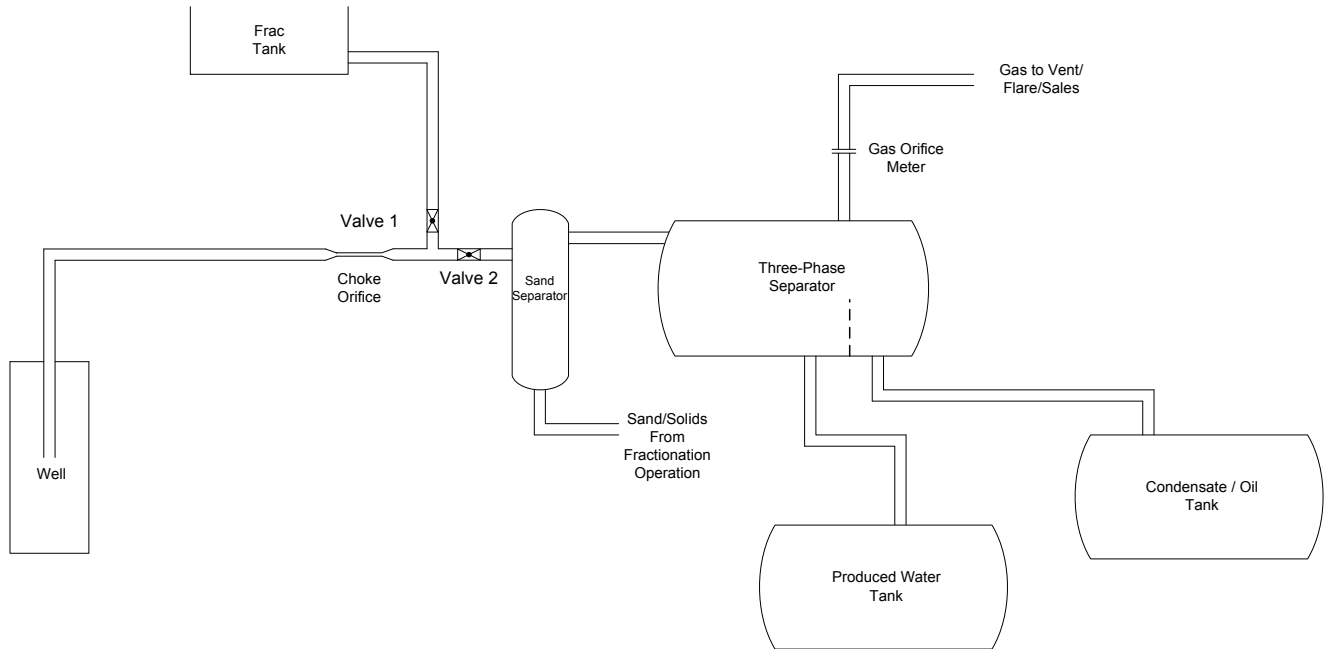 Frac
Tank
Gas to Vent/
Flare/Sales
Gas Orifice
Meter
Valve 1
Valve 2
Choke
Orifice
Sand
Separator
Three-Phase
Separator
Sand/Solids
From
Fractionation
Operation
Well
Condensate / Oil
Tank
Produced Water
Tank